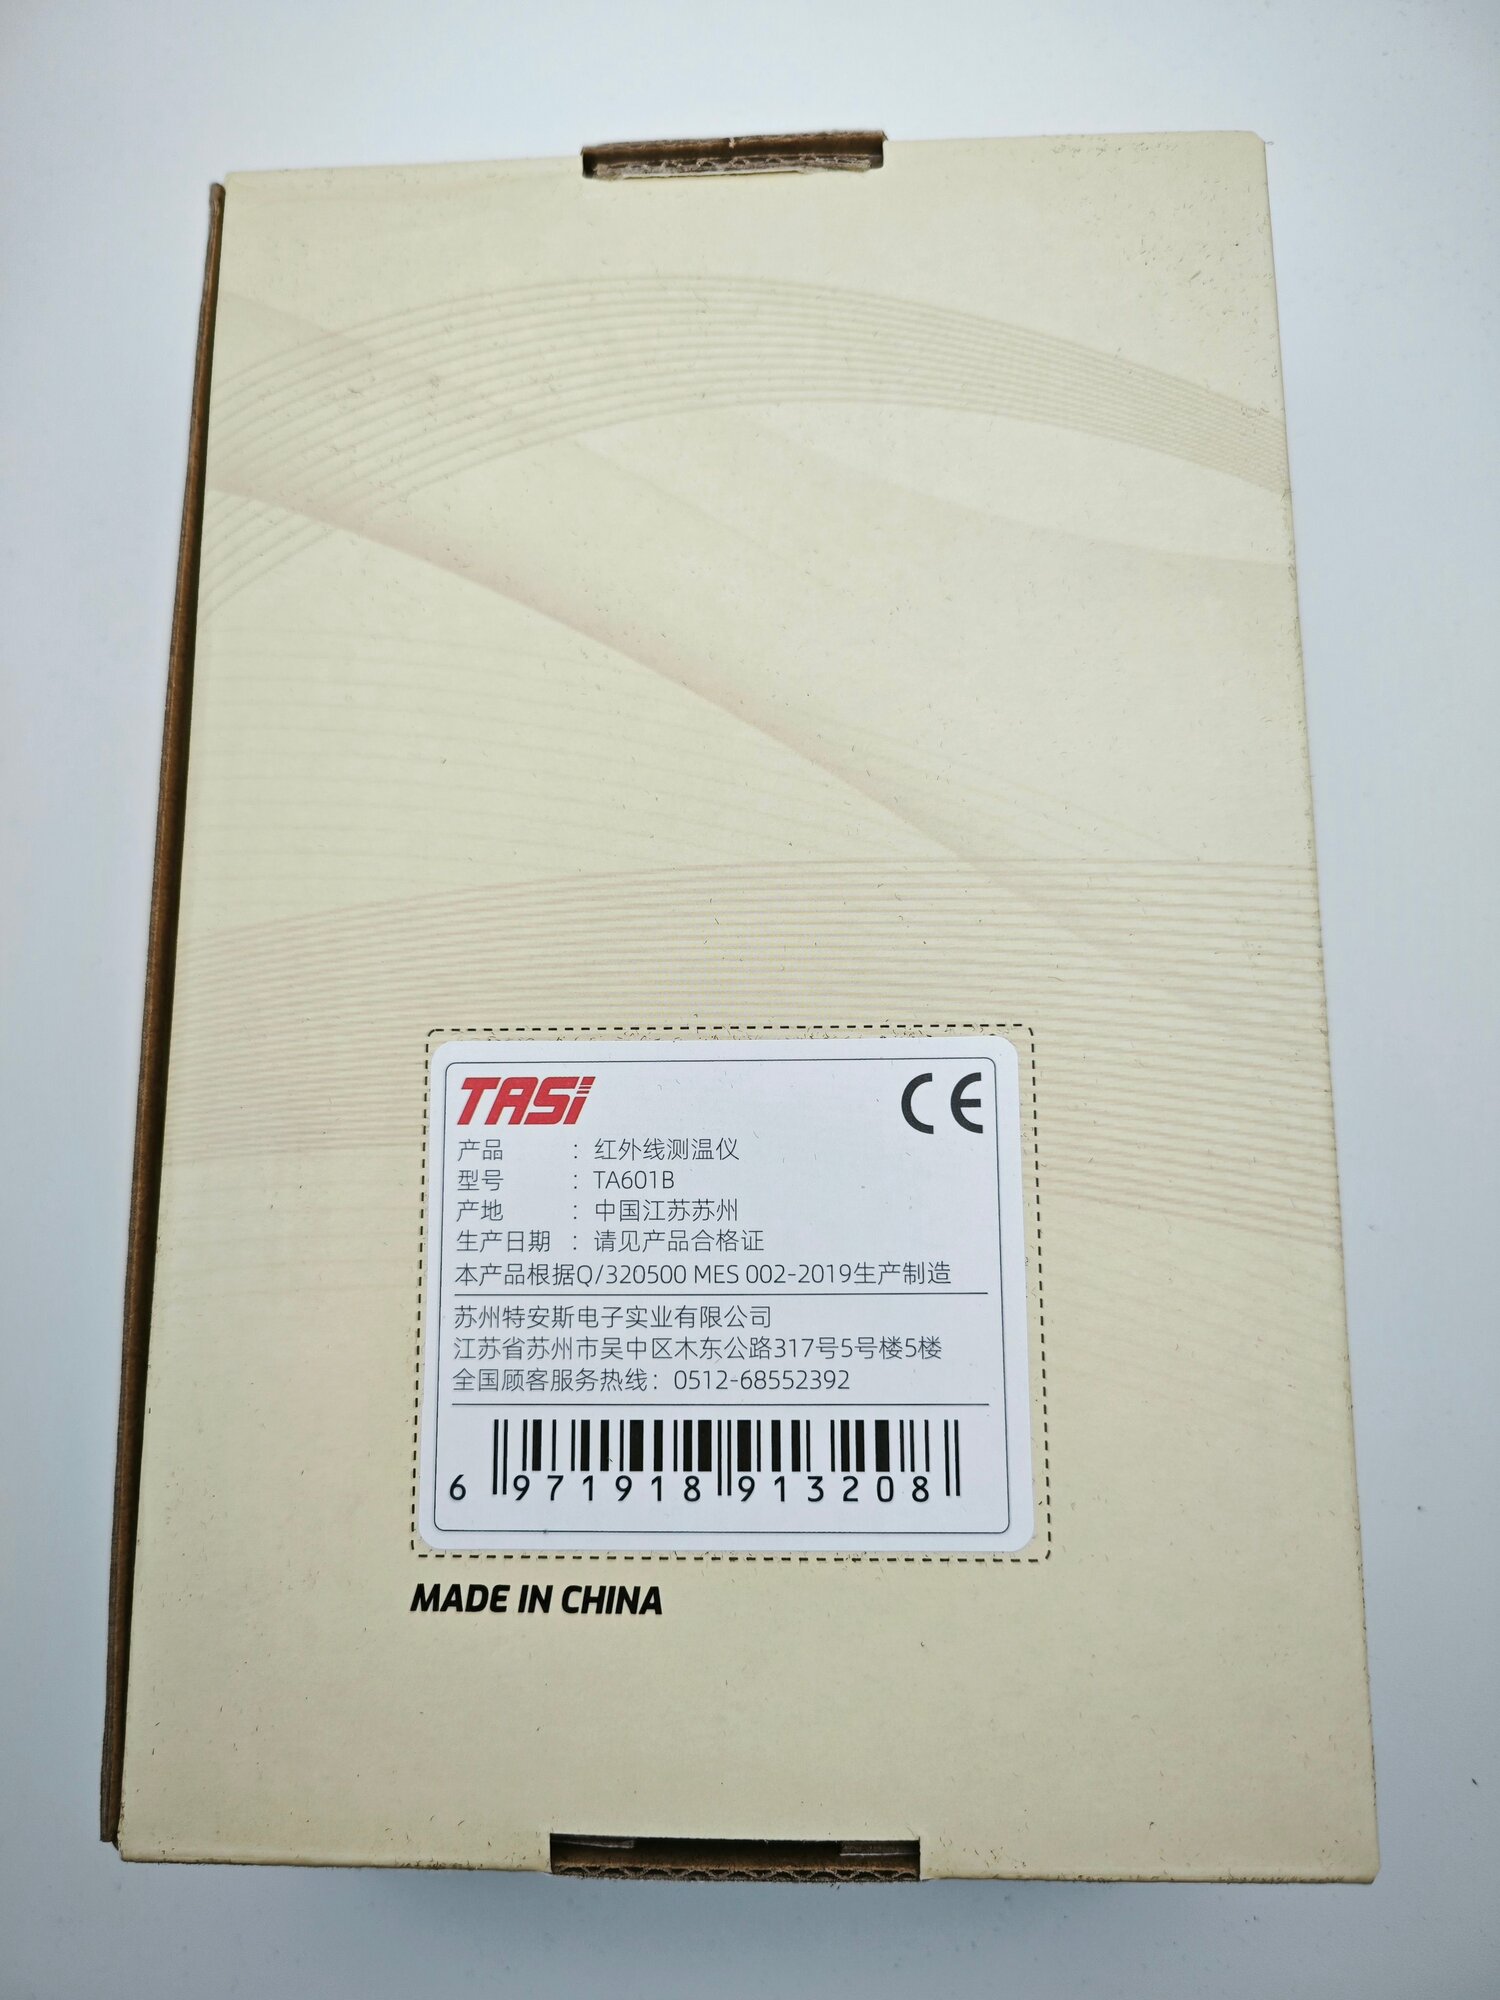 TASi
CE
产品 : 红外线测温仪
型号 : TA601B
产地 : 中国江苏苏州
生产日期 : 请见产品合格证
本产品根据Q/320500 MES 002-2019生产制造
苏州特安斯电子实业有限公司
江苏省苏州市吴中区木东公路317号5号楼5楼
全国顾客服务热线：0512-68552392
6 971918 913208
MADE IN CHINA